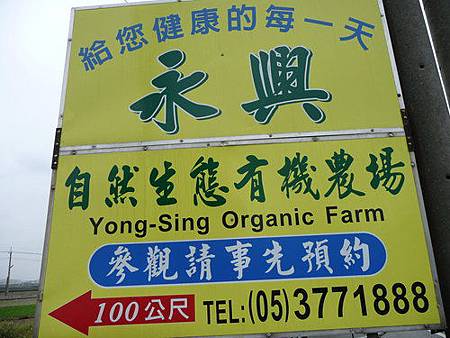 給您健康的每一天
永興
自然生態有機農場
Yong-Sing Organic Farm
參觀請事先預約
100公尺 TEL:(05)3771888